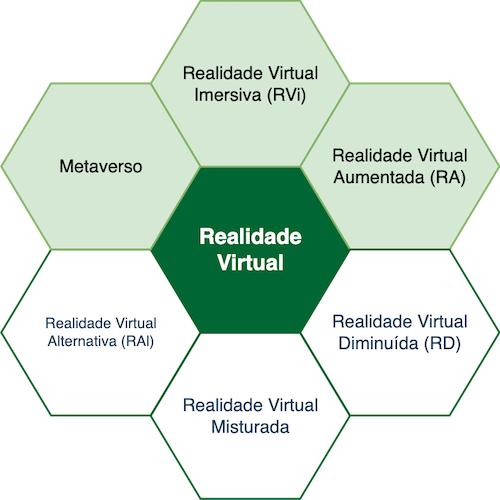 Realidade Virtual
Imersiva (RVi)
Metaverso
Realidade Virtual
Aumentada (RA)
Realidade
Virtual
Realidade Virtual
Alternativa (RAl)
Realidade Virtual
Diminuída (RD)
Realidade Virtual
Misturada